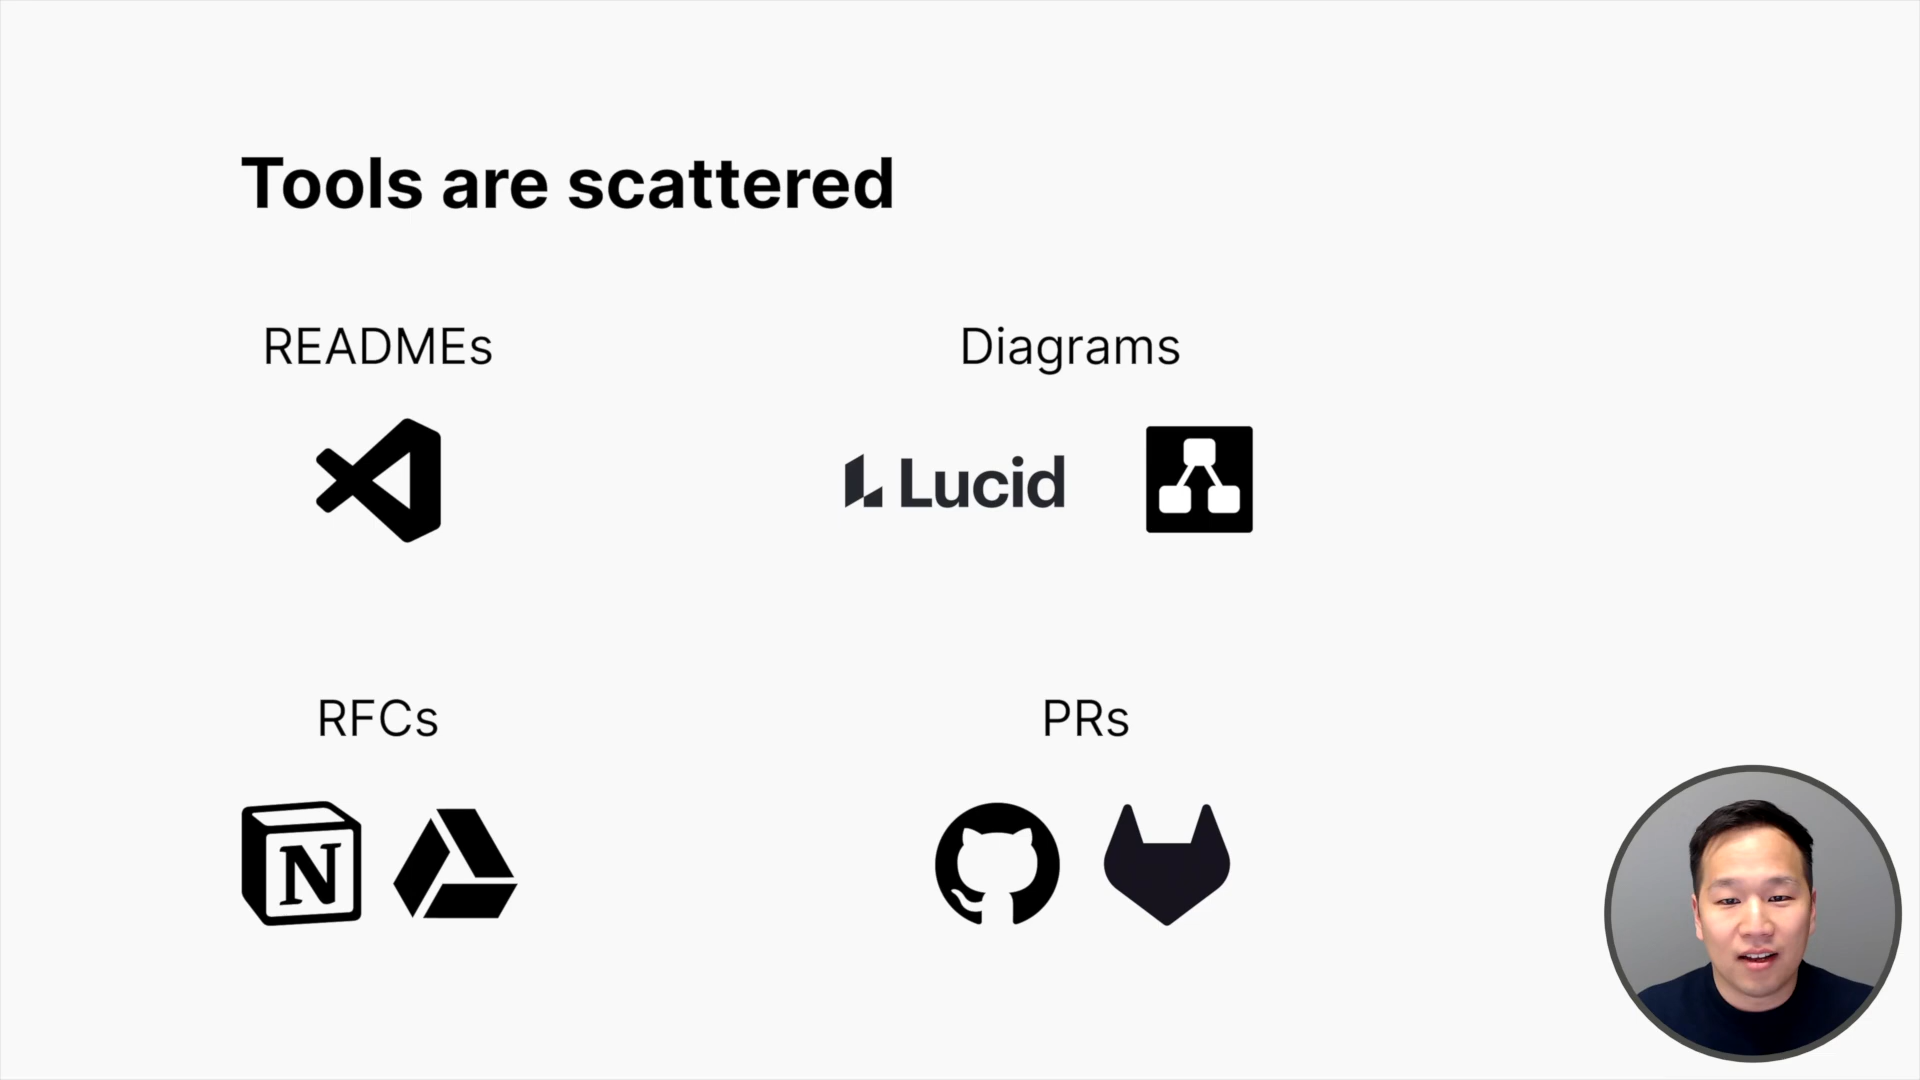 Tools are scattered
READMEs
Diagrams
Lucid
RFCs
PRs
N